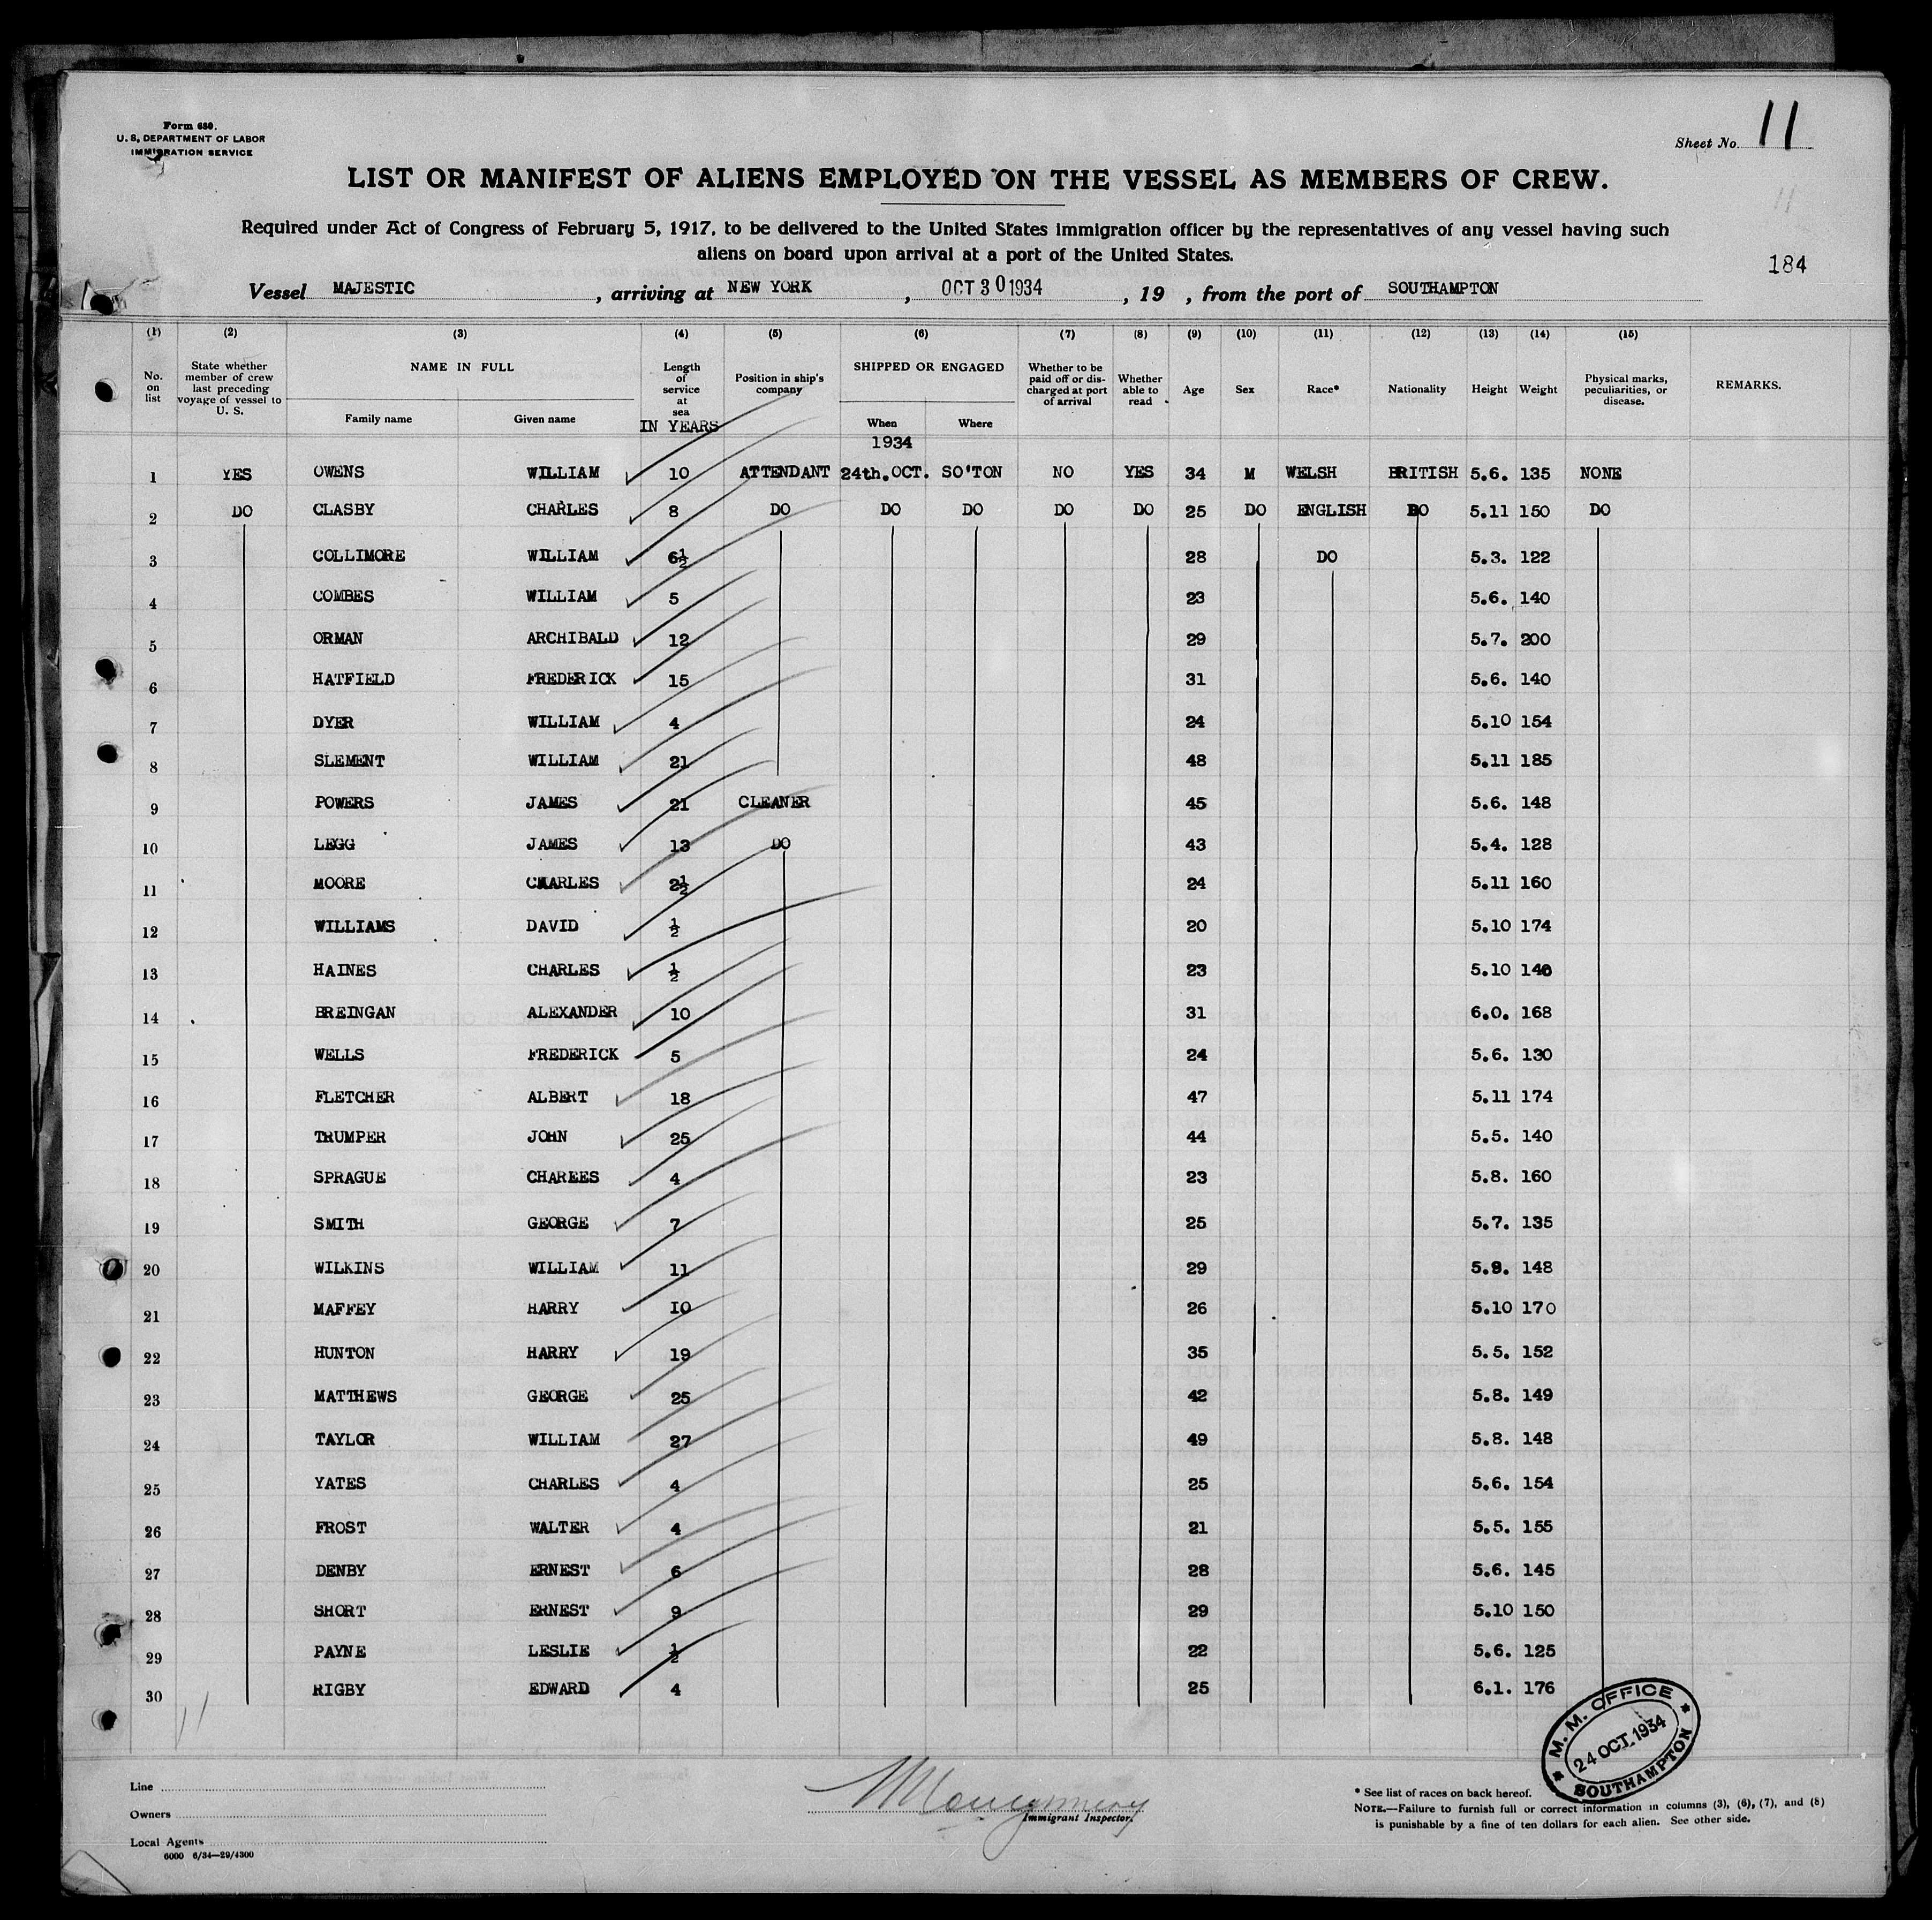 Form 680.
U. S. DEPARTMENT OF LABOR
IMMIGRATION SERVICE
Sheet No. 11
LIST OR MANIFEST OF ALIENS EMPLOYED ON THE VESSEL AS MEMBERS OF CREW.
11
Required under Act of Congress of February 5, 1917, to be delivered to the United States immigration officer by the representatives of any vessel having such
aliens on board upon arrival at a port of the United States.
184
Vessel MAJESTIC, arriving at NEW YORK, OCT 30 1934, 19 , from the port of SOUTHAMPTON
(1) (2) (3) (4) (5) (6) (7) (8) (9) (10) (11) (12) (13) (14) (15)
No. on list
State whether member of crew last preceding voyage of vessel to U. S.
NAME IN FULL
Family name Given name
Length of service at sea
IN YEARS
Position in ship's company
SHIPPED OR ENGAGED
When Where
1934
Whether to be paid off or discharged at port of arrival
Whether able to read
Age
Sex
Race*
Nationality
Height
Weight
Physical marks, peculiarities, or disease.
REMARKS.
1 YES OWENS WILLIAM 10 ATTENDANT 24th.OCT. SO'TON NO YES 34 M WELSH BRITISH 5.6. 135 NONE
2 DO CLASBY CHARLES 8 DO DO DO DO DO 25 DO ENGLISH DO 5.11 150 DO
3 COLLIMORE WILLIAM 6½ 28 DO 5.3. 122
4 COMBES WILLIAM 5 23 5.6. 140
5 ORMAN ARCHIBALD 12 29 5.7. 200
6 HATFIELD FREDERICK 15 31 5.6. 140
7 DYER WILLIAM 4 24 5.10 154
8 SLEMENT WILLIAM 21 48 5.11 185
9 POWERS JAMES 21 CLEANER 45 5.6. 148
10 LEGG JAMES 13 DO 43 5.4. 128
11 MOORE CHARLES 2½ 24 5.11 160
12 WILLIAMS DAVID ½ 20 5.10 174
13 HAINES CHARLES ½ 23 5.10 140
14 BREINGAN ALEXANDER 10 31 6.0. 168
15 WELLS FREDERICK 5 24 5.6. 130
16 FLETCHER ALBERT 18 47 5.11 174
17 TRUMPER JOHN 25 44 5.5. 140
18 SPRAGUE CHAREES 4 23 5.8. 160
19 SMITH GEORGE 7 25 5.7. 135
20 WILKINS WILLIAM 11 29 5.9. 148
21 MAFFEY HARRY 10 26 5.10 170
22 HUNTON HARRY 19 35 5.5. 152
23 MATTHEWS GEORGE 25 42 5.8. 149
24 TAYLOR WILLIAM 27 49 5.8. 148
25 YATES CHARLES 4 25 5.6. 154
26 FROST WALTER 4 21 5.5. 155
27 DENBY ERNEST 6 28 5.6. 145
28 SHORT ERNEST 9 29 5.10 150
29 PAYNE LESLIE ½ 22 5.6. 125
30 RIGBY EDWARD 4 25 6.1. 176
11
M. M. OFFICE
24 OCT. 1934
SOUTHAMPTON
Line
Owners
Local Agents
6000 6/34—29/4300
Montgomery
Immigrant Inspector.
* See list of races on back hereof.
NOTE.—Failure to furnish full or correct information in columns (3), (6), (7), and (8)
is punishable by a fine of ten dollars for each alien. See other side.